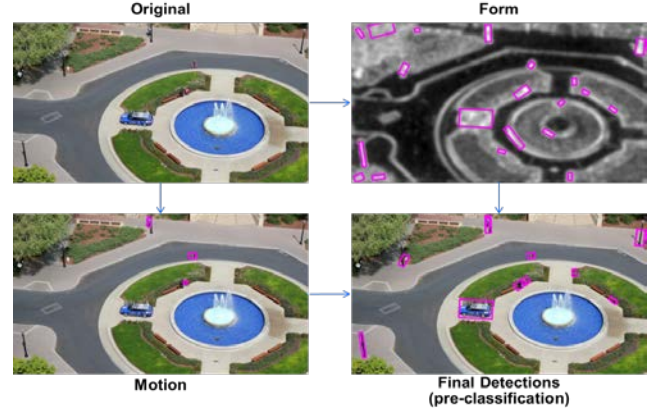 Original
Form
Motion
Final Detections
(pre-classification)